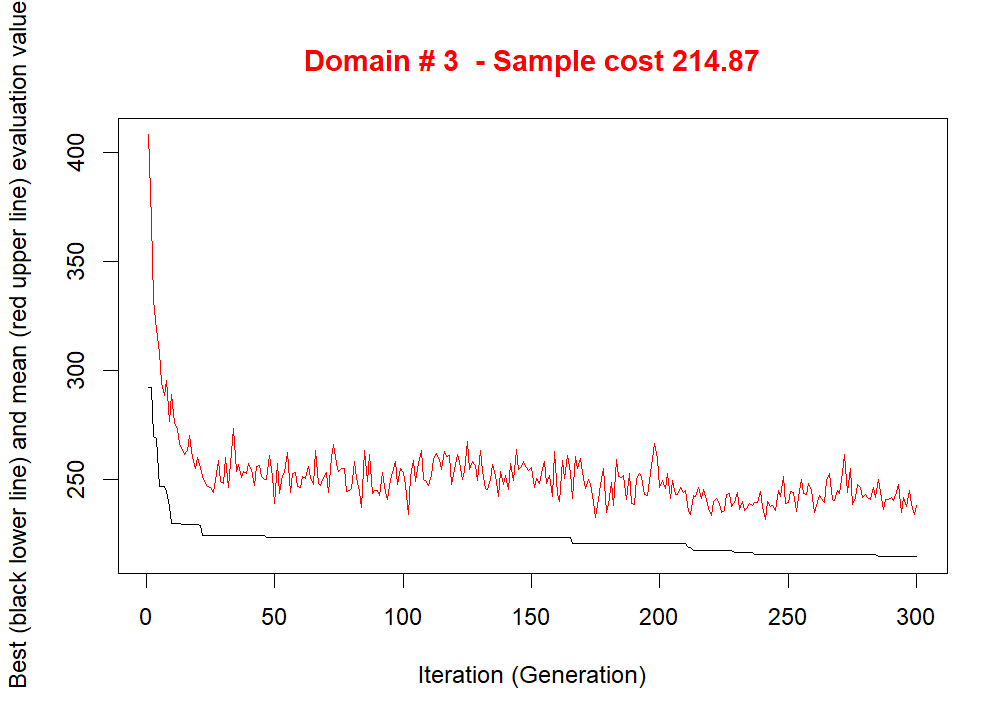 Domain # 3  - Sample cost 214.87
Best (black lower line) and mean (red upper line) evaluation value
400
350
300
250
0 50 100 150 200 250 300
Iteration (Generation)